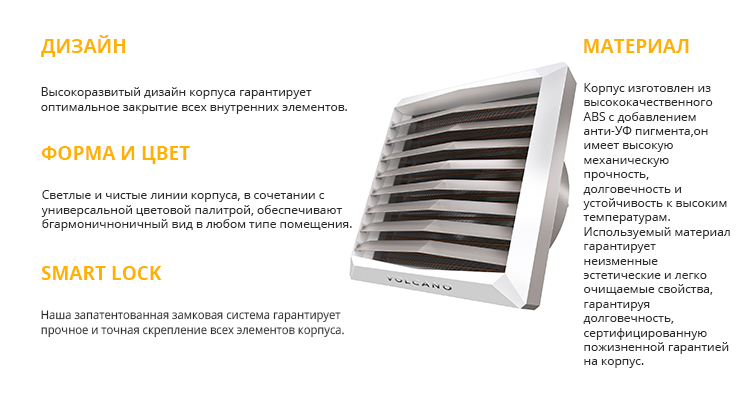 ДИЗАЙН
Высокоразвитый дизайн корпуса гарантирует
оптимальное закрытие всех внутренних элементов.
ФОРМА И ЦВЕТ
Светлые и чистые линии корпуса, в сочетании с
универсальной цветовой палитрой, обеспечивают
бгармоничноничный вид в любом типе помещения.
SMART LOCK
Наша запатентованная замковая система гарантирует
прочное и точная скрепление всех элементов корпуса.
VOLCANO
МАТЕРИАЛ
Корпус изготовлен из
высококачественного
ABS с добавлением
анти-УФ пигмента,он
имеет высокую
механическую
прочность,
долговечность и
устойчивость к высоким
температурам.
Используемый материал
гарантирует
неизменные
эстетические и легко
очищаемые свойства,
гарантируя
долговечность,
сертифицированную
пожизненной гарантией
на корпус.